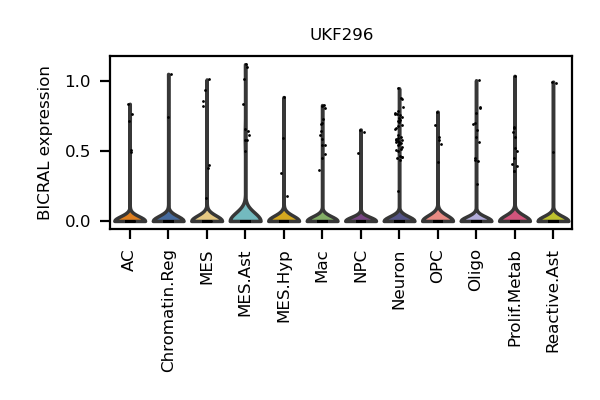 UKF296
BICRAL expression
1.0
0.5
0.0
AC
Chromatin.Reg
MES
MES.Ast
MES.Hyp
Mac
NPC
Neuron
OPC
Oligo
Prolif.Metab
Reactive.Ast